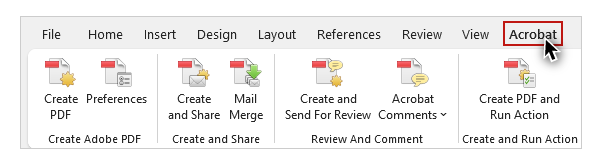 File Home Insert Design Layout References Review View Acrobat
Create PDF Preferences Create and Share Mail Merge Create and Send For Review Acrobat Comments Create PDF and Run Action
Create Adobe PDF Create and Share Review And Comment Create and Run Action